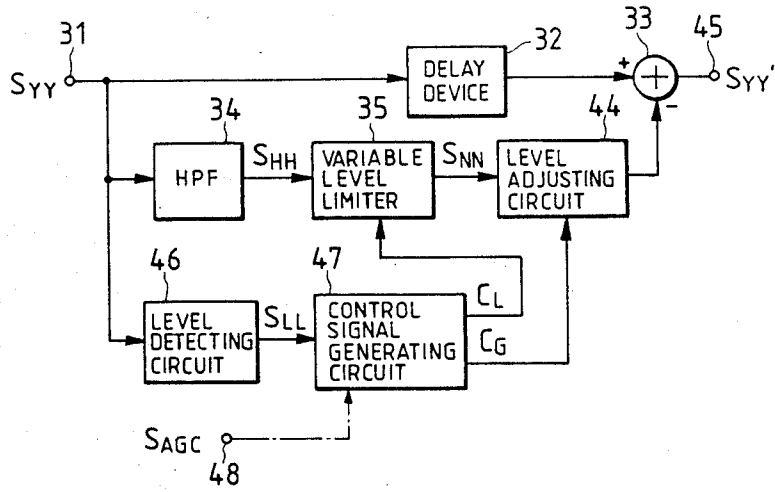 31
32
33
45
SYY
DELAY
DEVICE
+
+
−
SYY'
34
35
44
HPF
SHH
VARIABLE
LEVEL
LIMITER
SNN
LEVEL
ADJUSTING
CIRCUIT
46
47
LEVEL
DETECTING
CIRCUIT
SLL
CONTROL
SIGNAL
GENERATING
CIRCUIT
CL
CG
SAGC
48